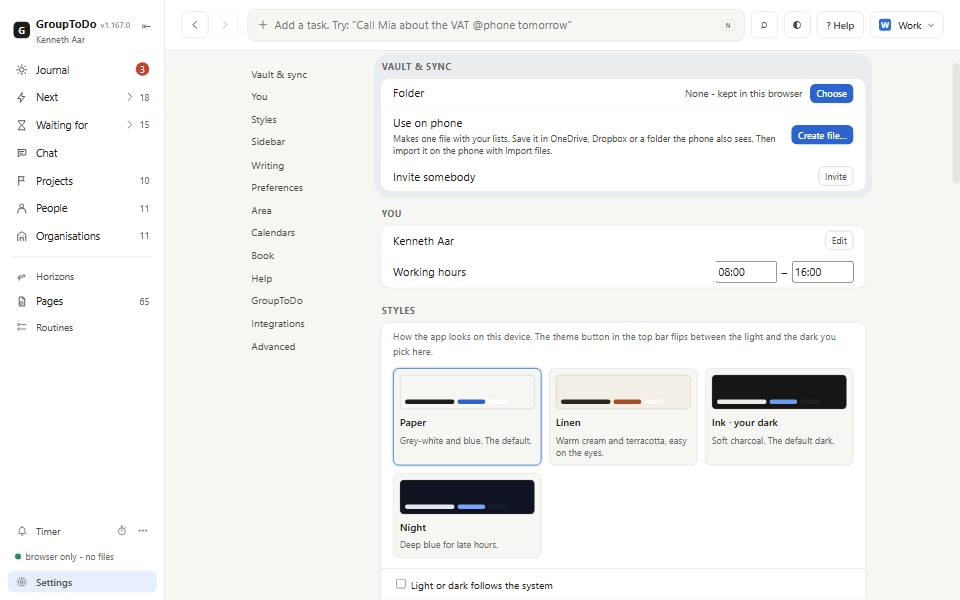 G GroupToDo v1.167.0
Kenneth Aar
Journal 3
Next 18
Waiting for 15
Chat
Projects 10
People 11
Organisations 11
Horizons
Pages 65
Routines
Timer
browser only - no files
Settings
Add a task. Try: "Call Mia about the VAT @phone tomorrow" N
? Help
W Work
Vault & sync
You
Styles
Sidebar
Writing
Preferences
Area
Calendars
Book
Help
GroupToDo
Integrations
Advanced
VAULT & SYNC
Folder None - kept in this browser Choose
Use on phone
Makes one file with your lists. Save it in OneDrive, Dropbox or a folder the phone also sees. Then
import it on the phone with Import files.
Create file...
Invite somebody Invite
YOU
Kenneth Aar Edit
Working hours 08:00 – 16:00
STYLES
How the app looks on this device. The theme button in the top bar flips between the light and the dark you
pick here.
Paper
Grey-white and blue. The default.
Linen
Warm cream and terracotta, easy
on the eyes.
Ink · your dark
Soft charcoal. The default dark.
Night
Deep blue for late hours.
Light or dark follows the system